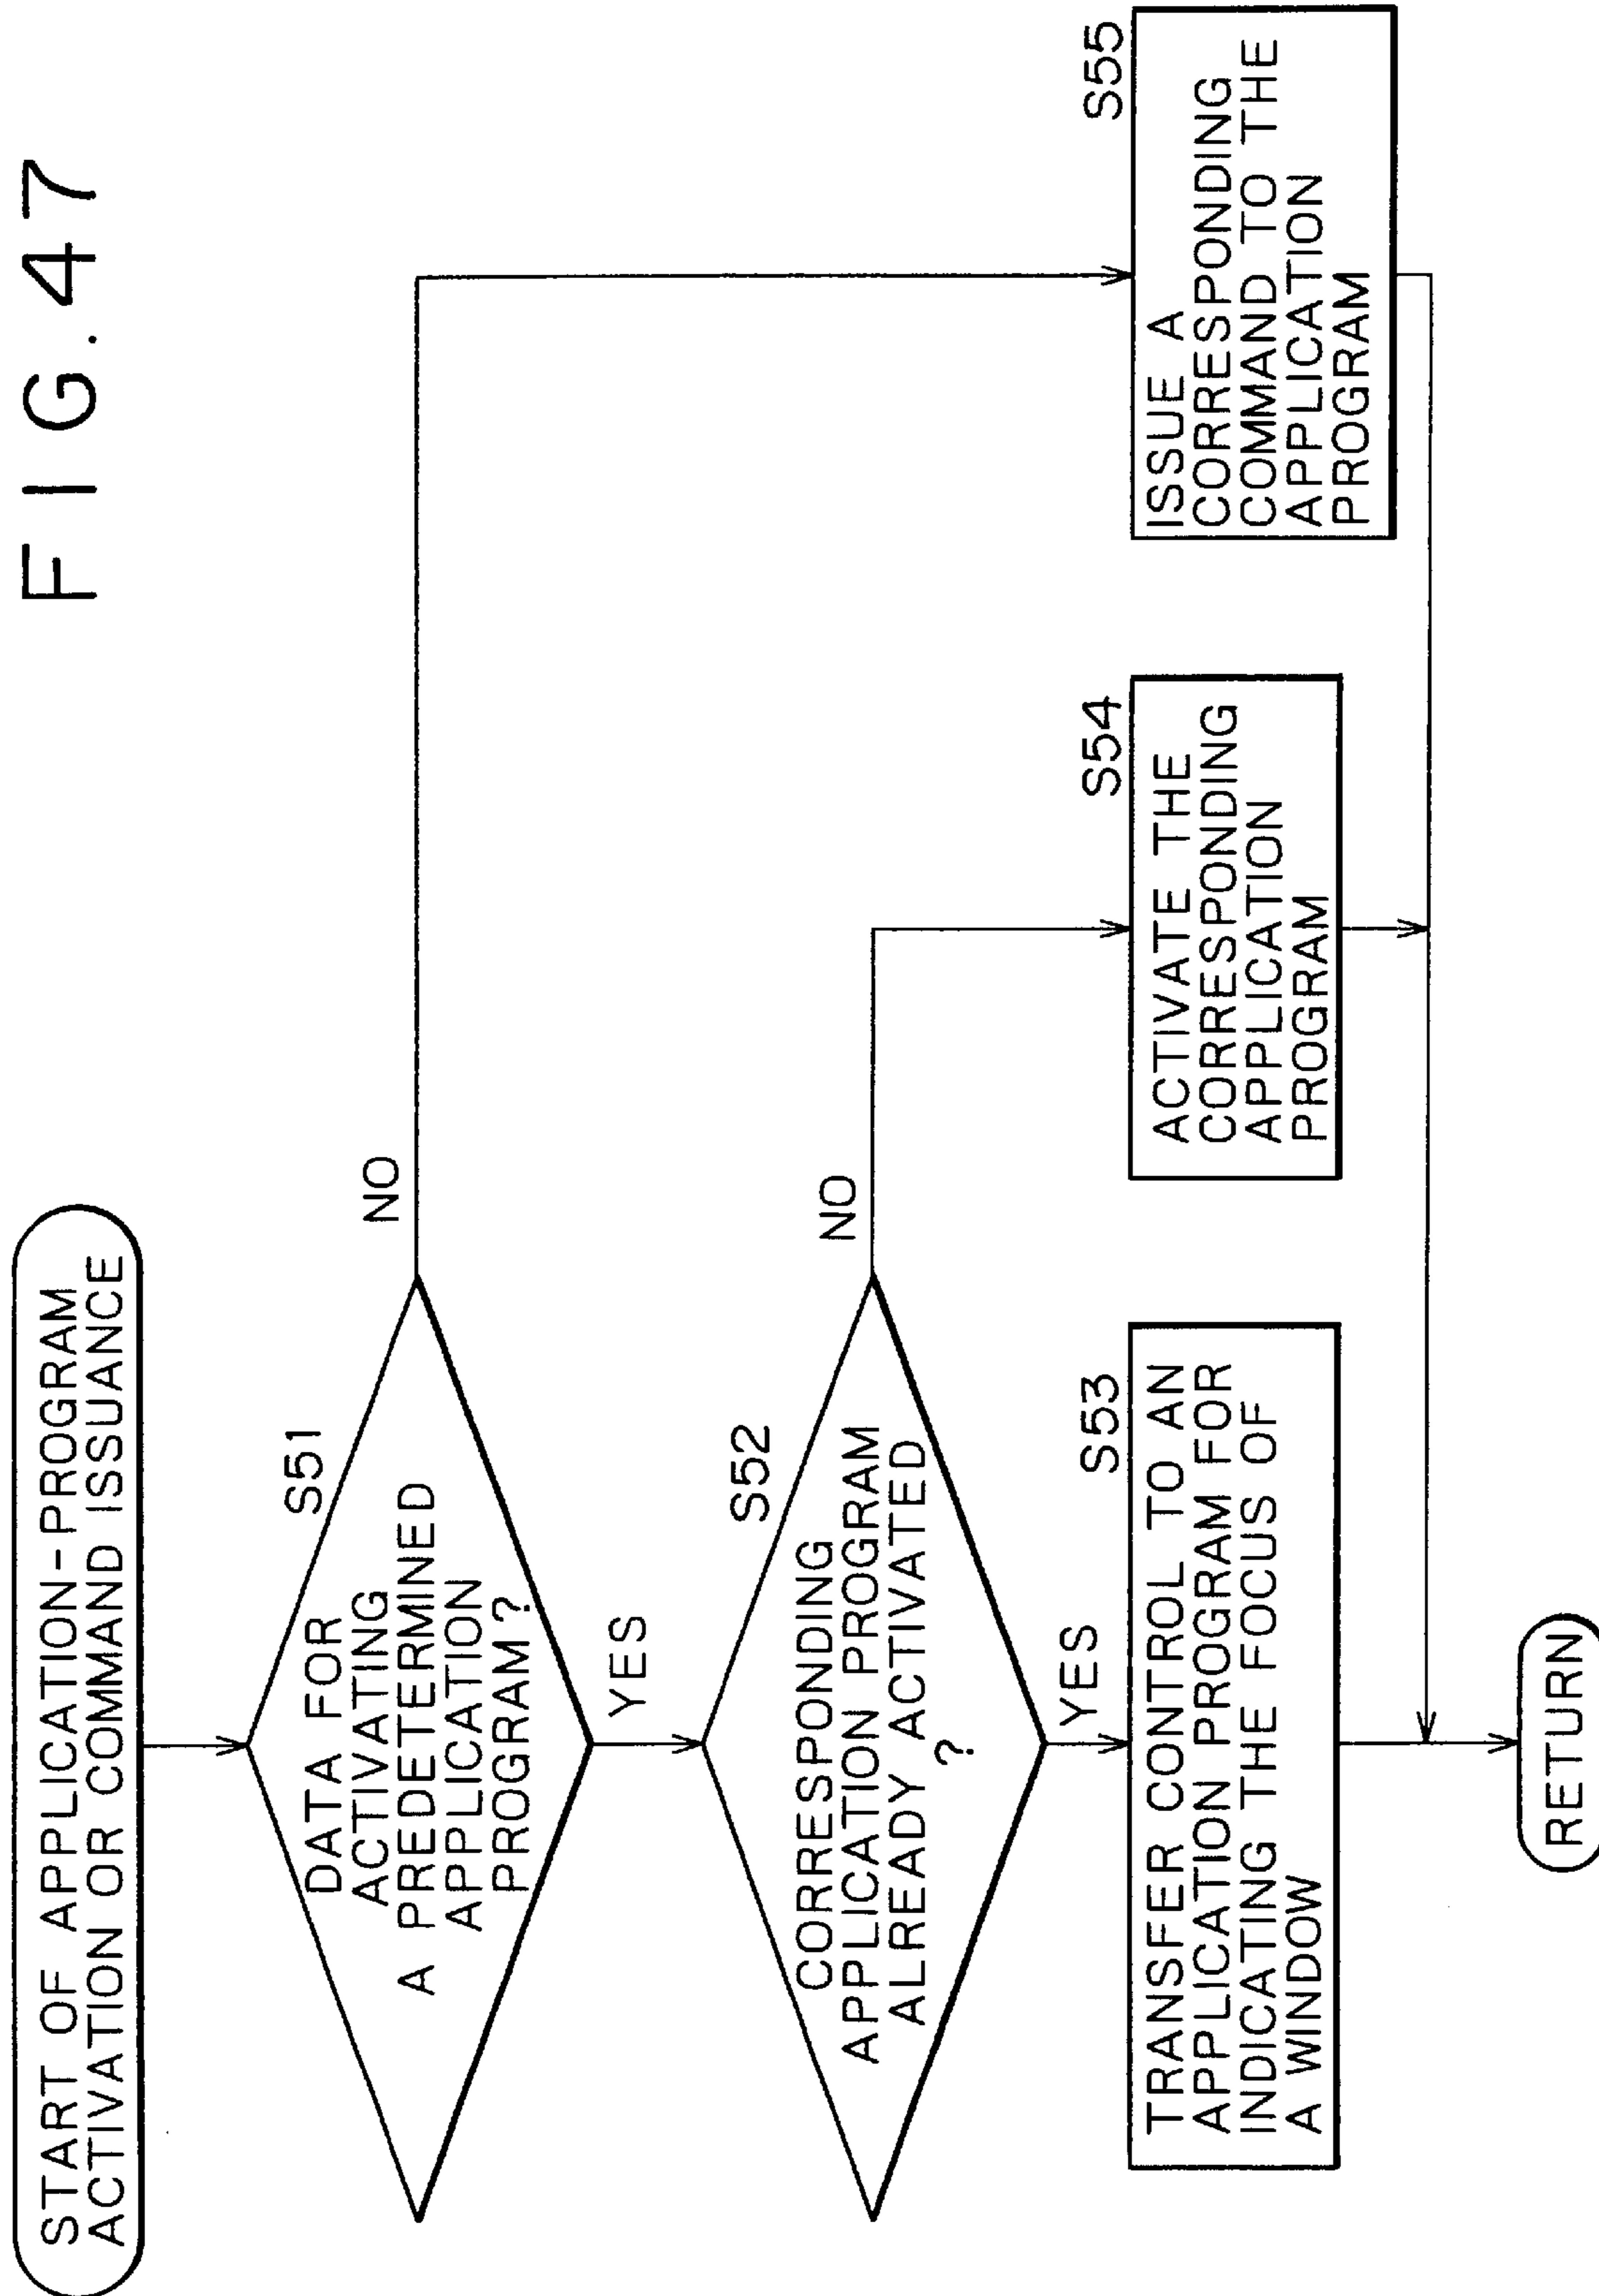 FIG.47
START OF APPLICATION-PROGRAM
ACTIVATION OR COMMAND ISSUANCE
S51
DATA FOR
ACTIVATING
A PREDETERMINED
APPLICATION
PROGRAM?
NO
YES
S52
CORRESPONDING
APPLICATION PROGRAM
ALREADY ACTIVATED
?
NO
YES
S53
TRANSFER CONTROL TO AN
APPLICATION PROGRAM FOR
INDICATING THE FOCUS OF
A WINDOW
S54
ACTIVATE THE
CORRESPONDING
APPLICATION
PROGRAM
S55
ISSUE A
CORRESPONDING
COMMAND TO THE
APPLICATION
PROGRAM
RETURN